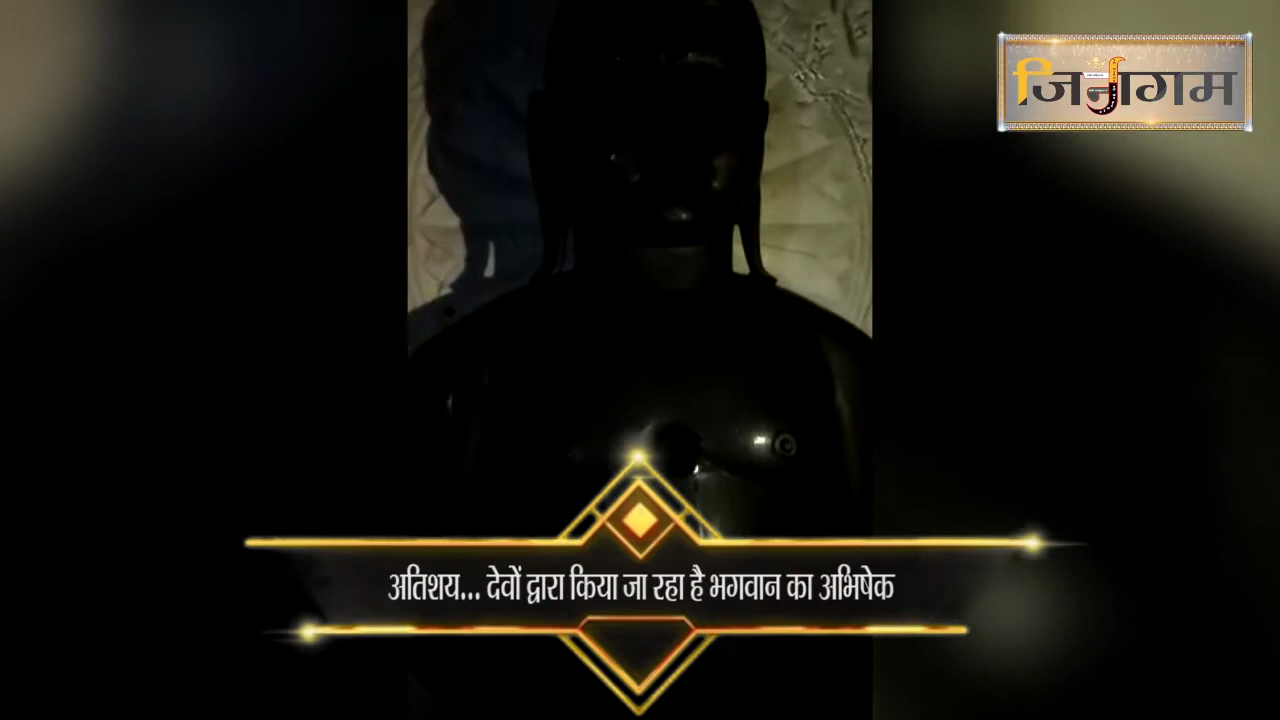 जिनागम
अतिशय... देवों द्वारा किया जा रहा है भगवान का अभिषेक